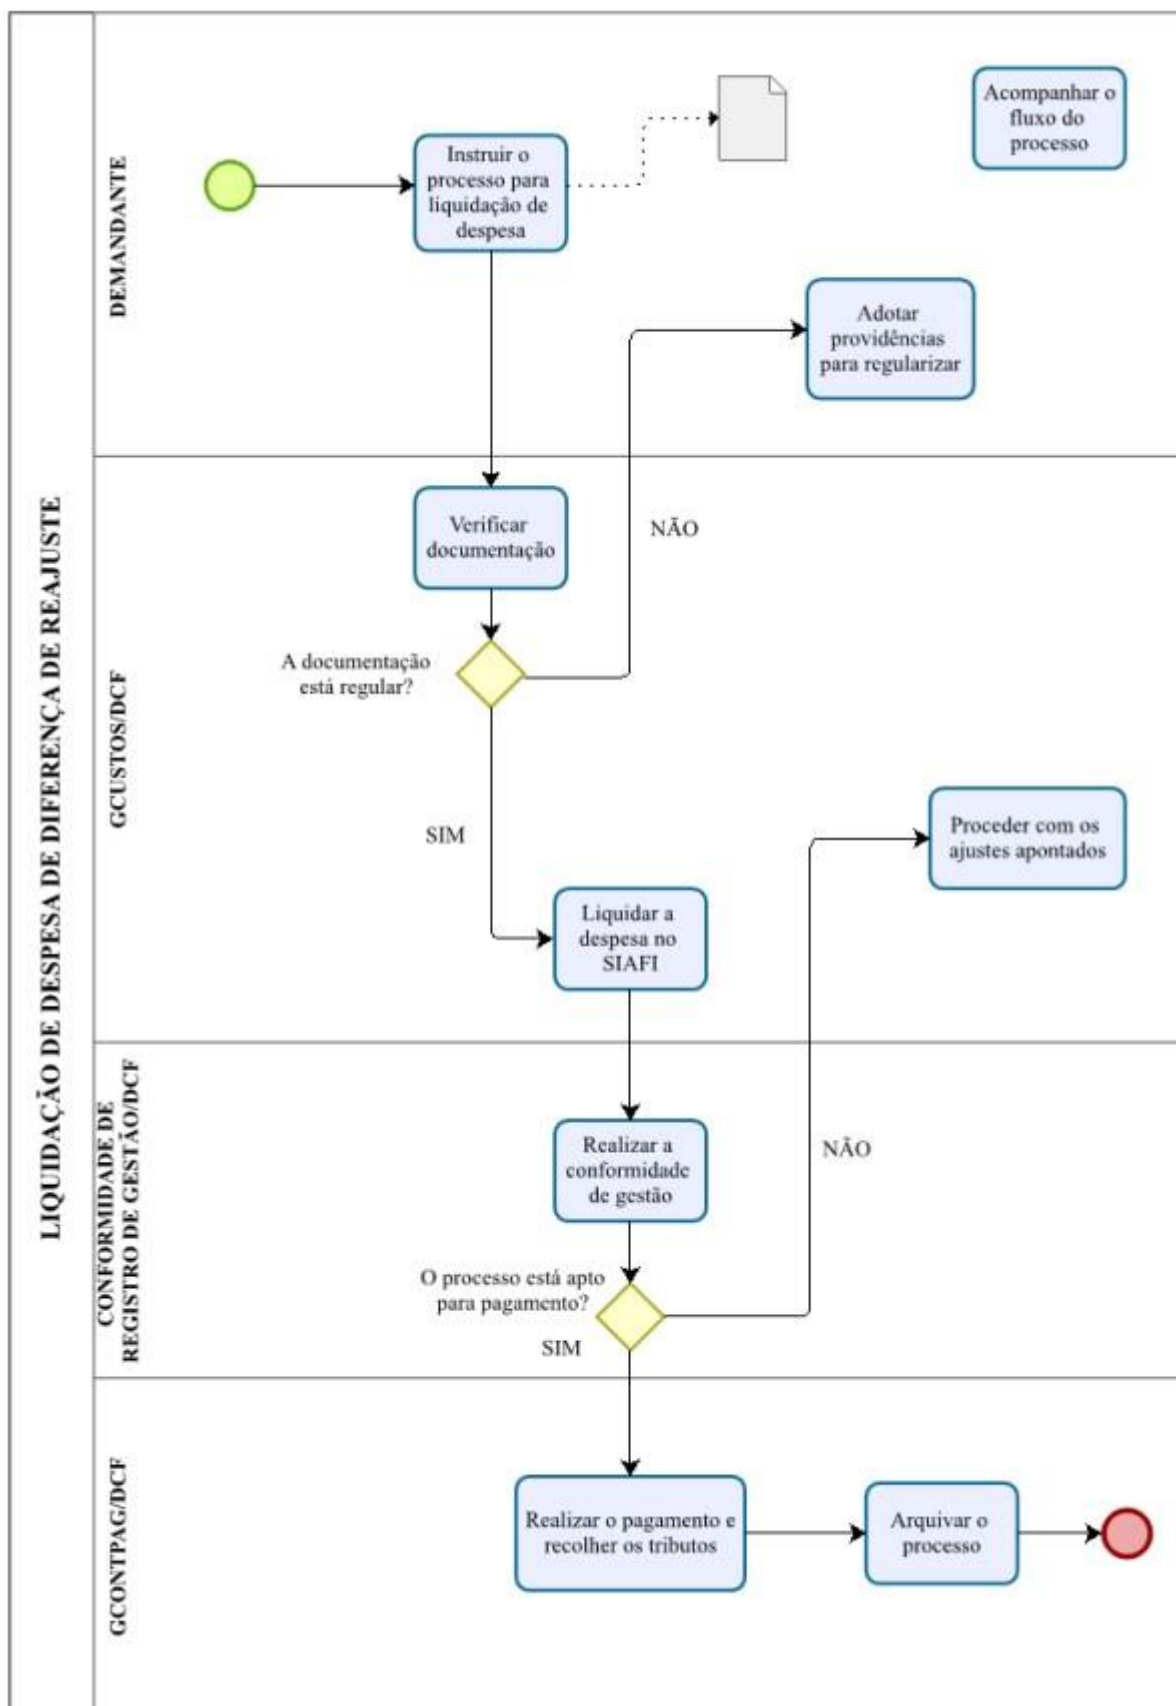 LIQUIDAÇÃO DE DESPESA DE DIFERENÇA DE REAJUSTE
DEMANDANTE
Instruir o
processo para
liquidação de
despesa
Acompanhar o
fluxo do
processo
Adotar
providências
para regularizar
GCUSTOS/DCF
Verificar
documentação
NÃO
A documentação
está regular?
SIM
Proceder com os
ajustes apontados
Liquidar a
despesa no
SIAFI
CONFORMIDADE DE
REGISTRO DE GESTÃO/DCF
Realizar a
conformidade
de gestão
NÃO
O processo está apto
para pagamento?
SIM
GCONTPAG/DCF
Realizar o pagamento e
recolher os tributos
Arquivar o
processo